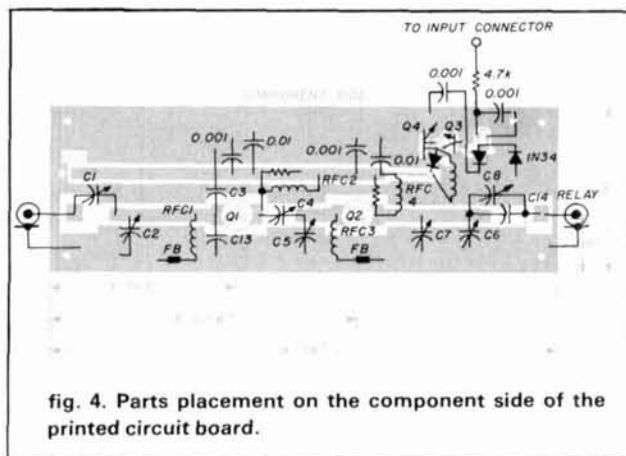 TO INPUT CONNECTOR
0.001
4.7k
0.001
0.001
0.01
0.001
0.01
Q4
Q3
1N34
C1
C2
RFC1
C3
Q1
C13
FB
RFC2
C4
C5
Q2
RFC3
FB
RFC
4
C7
C6
C8
C14
RELAY
fig. 4. Parts placement on the component side of the
printed circuit board.